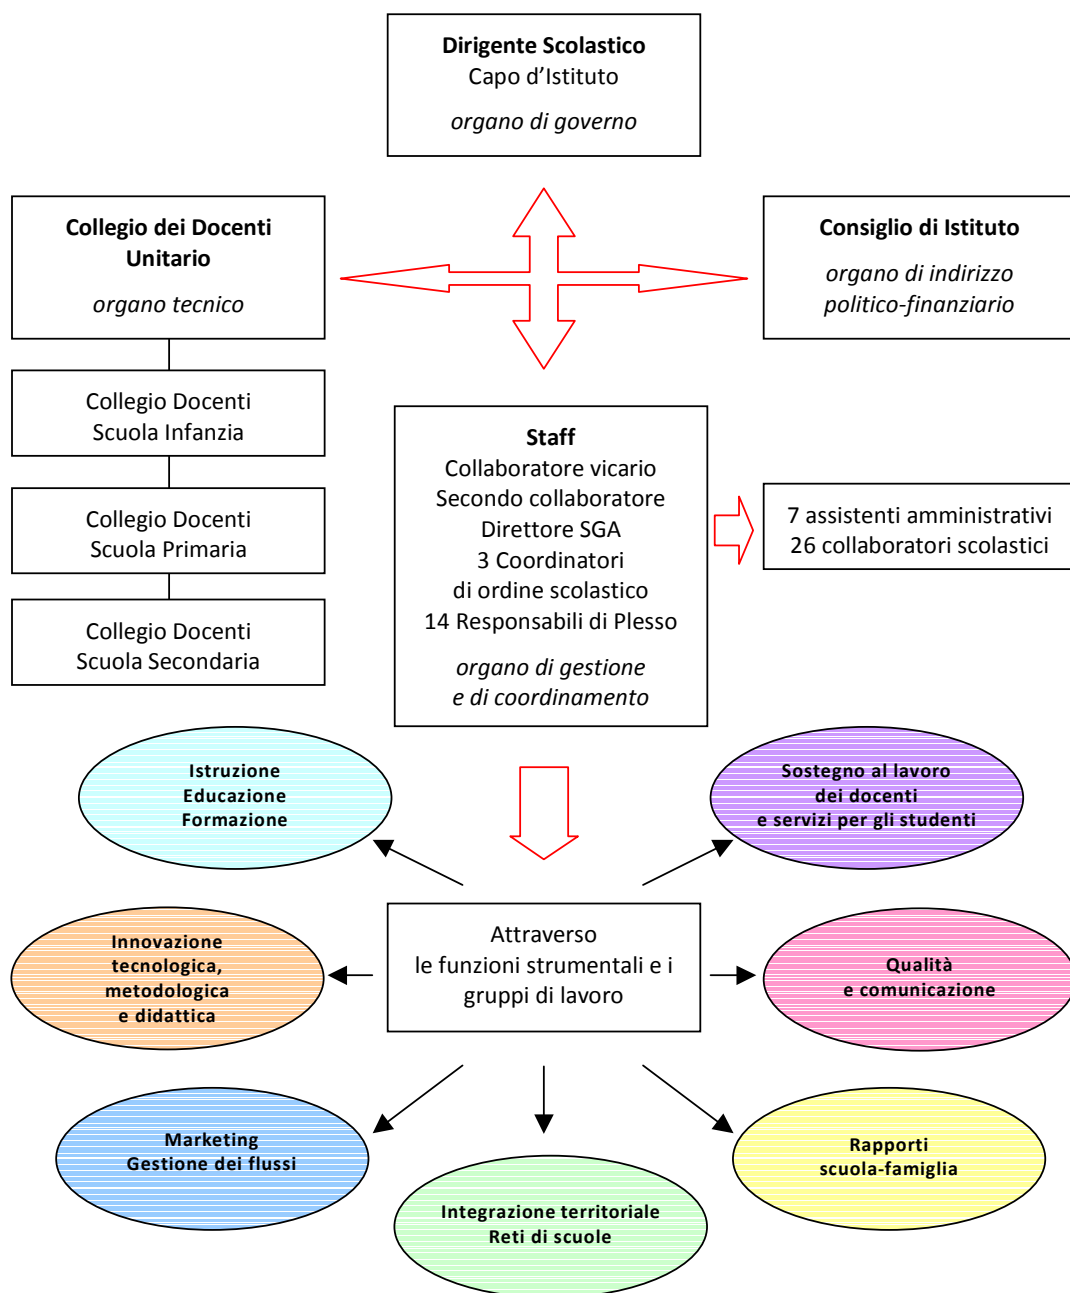 Dirigente Scolastico
Capo d’Istituto
organo di governo
Collegio dei Docenti
Unitario
organo tecnico
Consiglio di Istituto
organo di indirizzo
politico-finanziario
Collegio Docenti
Scuola Infanzia
Collegio Docenti
Scuola Primaria
Collegio Docenti
Scuola Secondaria
Staff
Collaboratore vicario
Secondo collaboratore
Direttore SGA
3 Coordinatori
di ordine scolastico
14 Responsabili di Plesso
organo di gestione
e di coordinamento
7 assistenti amministrativi
26 collaboratori scolastici
Istruzione
Educazione
Formazione
Sostegno al lavoro
dei docenti
e servizi per gli studenti
Attraverso
le funzioni strumentali e i
gruppi di lavoro
Innovazione
tecnologica,
metodologica
e didattica
Qualità
e comunicazione
Marketing
Gestione dei flussi
Rapporti
scuola-famiglia
Integrazione territoriale
Reti di scuole